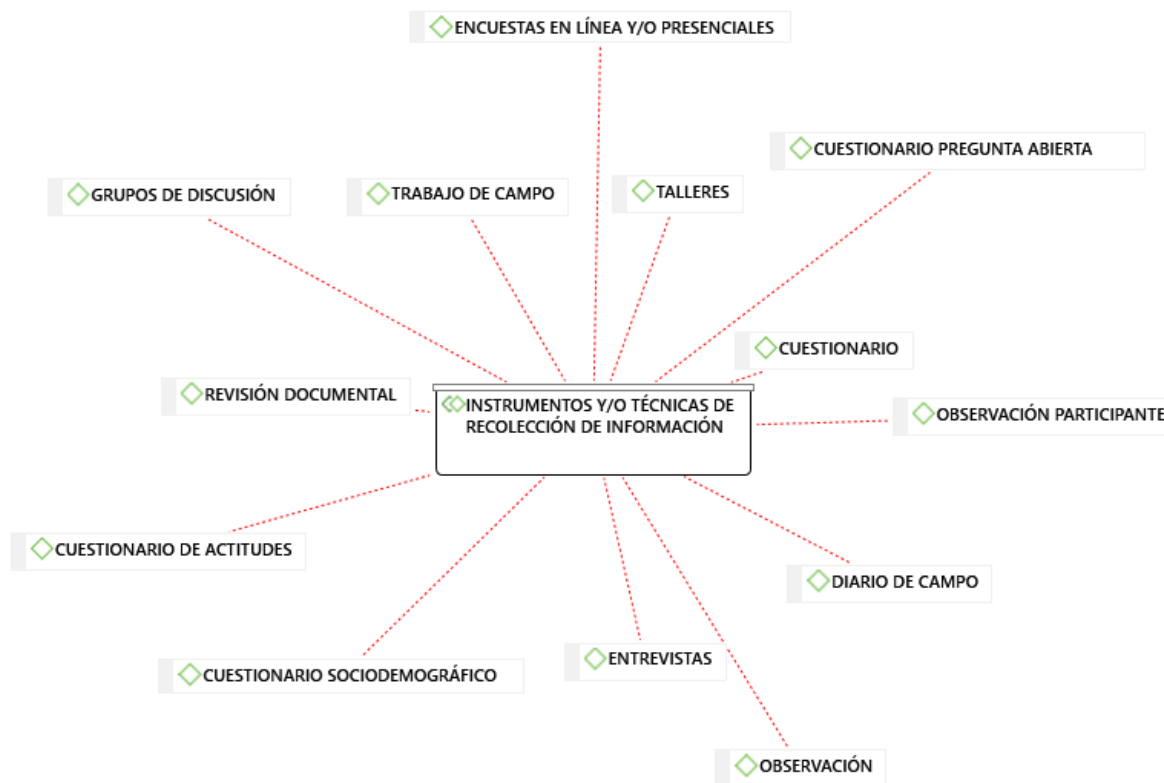 ENCUESTAS EN LÍNEA Y/O PRESENCIALES
CUESTIONARIO PREGUNTA ABIERTA
GRUPOS DE DISCUSIÓN
TRABAJO DE CAMPO
TALLERES
CUESTIONARIO
REVISIÓN DOCUMENTAL
INSTRUMENTOS Y/O TÉCNICAS DE
RECOLECCIÓN DE INFORMACIÓN
OBSERVACIÓN PARTICIPANTE
CUESTIONARIO DE ACTITUDES
DIARIO DE CAMPO
CUESTIONARIO SOCIODEMOGRÁFICO
ENTREVISTAS
OBSERVACIÓN